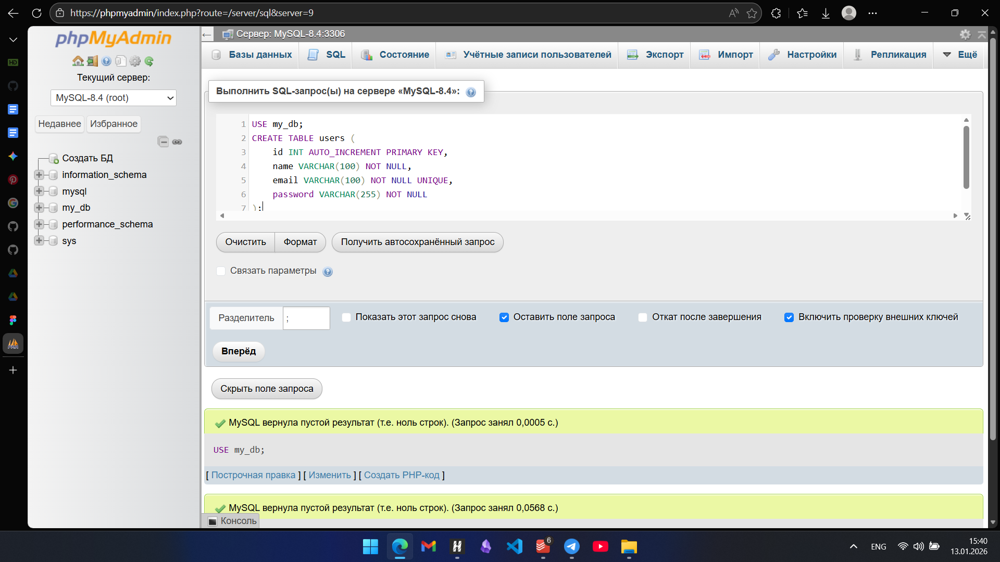 https://phpmyadmin/index.php?route=/server/sql&server=9
phpMyAdmin
Текущий сервер:
MySQL-8.4 (root)
Недавнее
Избранное
Создать БД
information_schema
mysql
my_db
performance_schema
sys
Сервер: MySQL-8.4:3306
Базы данных
SQL
Состояние
Учётные записи пользователей
Экспорт
Импорт
Настройки
Репликация
Ещё
Выполнить SQL-запрос(ы) на сервере «MySQL-8.4»:
1 USE my_db;
2 CREATE TABLE users (
3 id INT AUTO_INCREMENT PRIMARY KEY,
4 name VARCHAR(100) NOT NULL,
5 email VARCHAR(100) NOT NULL UNIQUE,
6 password VARCHAR(255) NOT NULL
7 );
Очистить
Формат
Получить автосохранённый запрос
Связать параметры
Разделитель ;
Показать этот запрос снова
Оставить поле запроса
Откат после завершения
Включить проверку внешних ключей
Вперёд
Скрыть поле запроса
MySQL вернула пустой результат (т.е. ноль строк). (Запрос занял 0,0005 с.)
USE my_db;
[ Построчная правка ] [ Изменить ] [ Создать PHP-код ]
MySQL вернула пустой результат (т.е. ноль строк). (Запрос занял 0,0568 с.)
Консоль
HD
PMA
6
ENG
15:40
13.01.2026